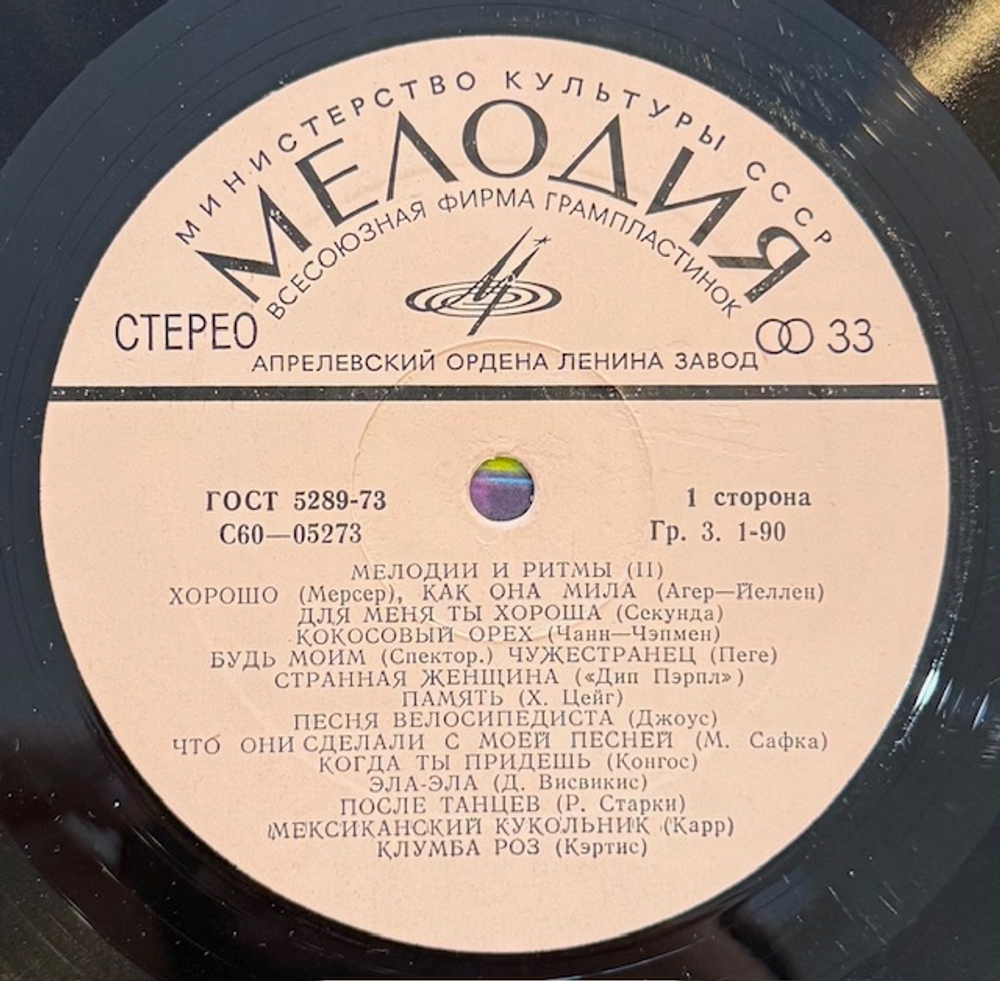 МИНИСТЕРСТВО КУЛЬТУРЫ СССР
МЕЛОДИЯ
ВСЕСОЮЗНАЯ ФИРМА ГРАМПЛАСТИНОК
СТЕРЕО
33
АПРЕЛЕВСКИЙ ОРДЕНА ЛЕНИНА ЗАВОД
ГОСТ 5289-73 1 сторона
С60—05273 Гр. 3. 1-90
МЕЛОДИИ И РИТМЫ (II)
ХОРОШО (Мерсер), КАК ОНА МИЛА (Агер—Йеллен)
ДЛЯ МЕНЯ ТЫ ХОРОША (Секунда)
КОКОСОВЫЙ ОРЕХ (Чанн—Чэпмен)
БУДЬ МОИМ (Спектор.) ЧУЖЕСТРАНЕЦ (Пеге)
СТРАННАЯ ЖЕНЩИНА («Дип Пэрпл»)
ПАМЯТЬ (Х. Цейг)
ПЕСНЯ ВЕЛОСИПЕДИСТА (Джоус)
ЧТО ОНИ СДЕЛАЛИ С МОЕЙ ПЕСНЕЙ (М. Сафка)
КОГДА ТЫ ПРИДЕШЬ (Конгос)
ЭЛА-ЭЛА (Д. Висвикис)
ПОСЛЕ ТАНЦЕВ (Р. Старки)
МЕКСИКАНСКИЙ КУКОЛЬНИК (Карр)
КЛУМБА РОЗ (Кэртис)